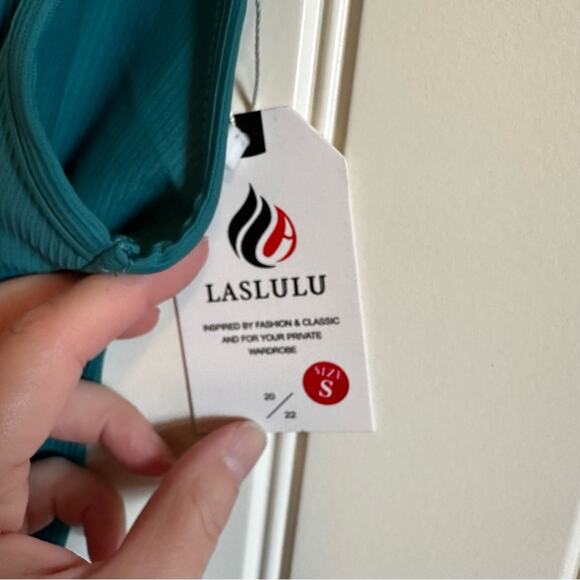 LASLULU
INSPIRED BY FASHION & CLASSIC
AND FOR YOUR PRIVATE
WARDROBE
SIZE
S
20
/
22